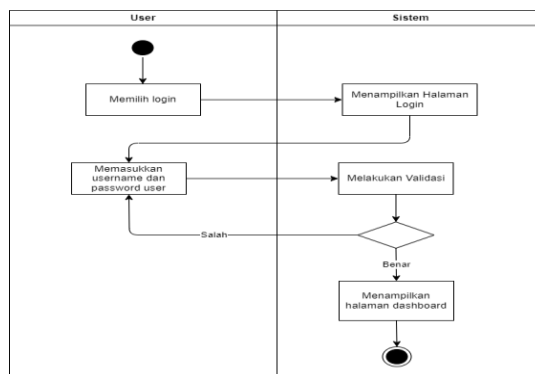 User
Sistem
Memilih login
Menampilkan Halaman
Login
Memasukkan
username dan
password user
Melakukan Validasi
Salah
Benar
Menampilkan
halaman dashboard